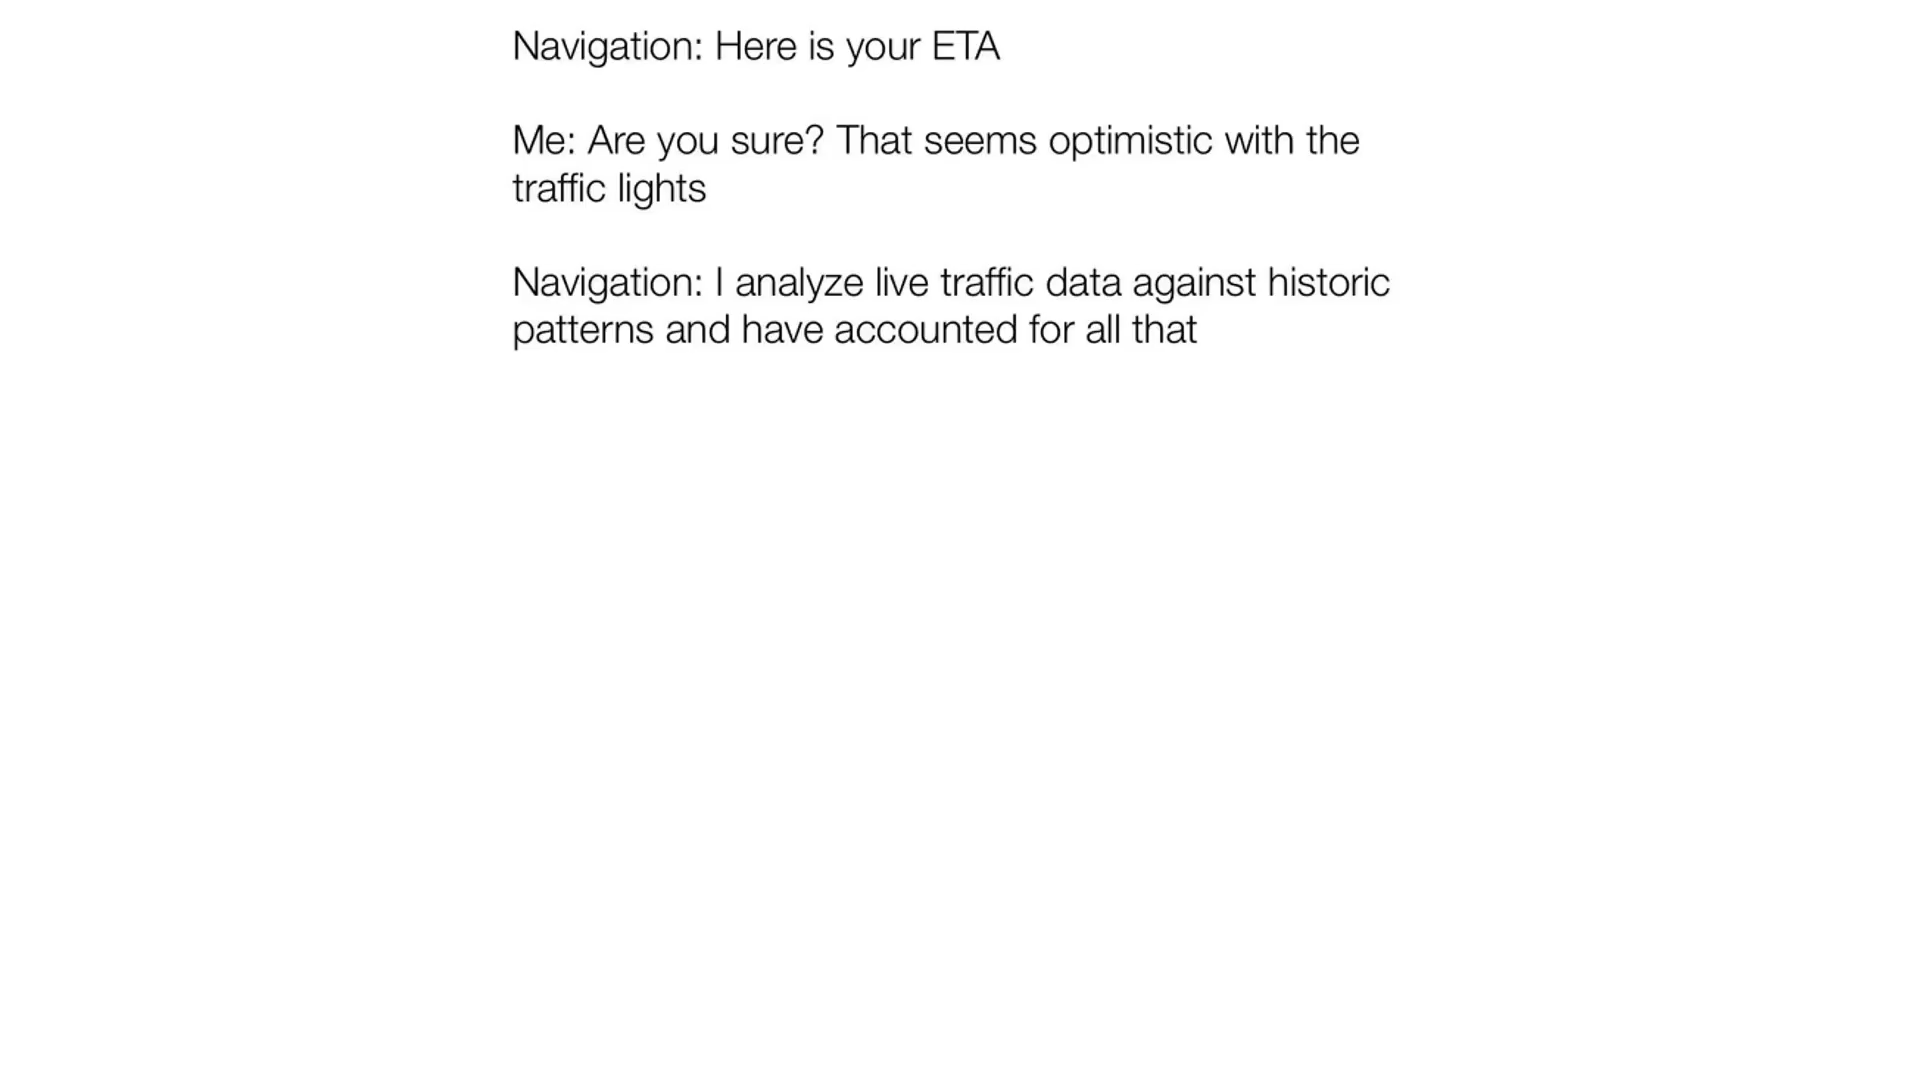 Navigation: Here is your ETA
Me: Are you sure? That seems optimistic with the
traffic lights
Navigation: I analyze live traffic data against historic
patterns and have accounted for all that